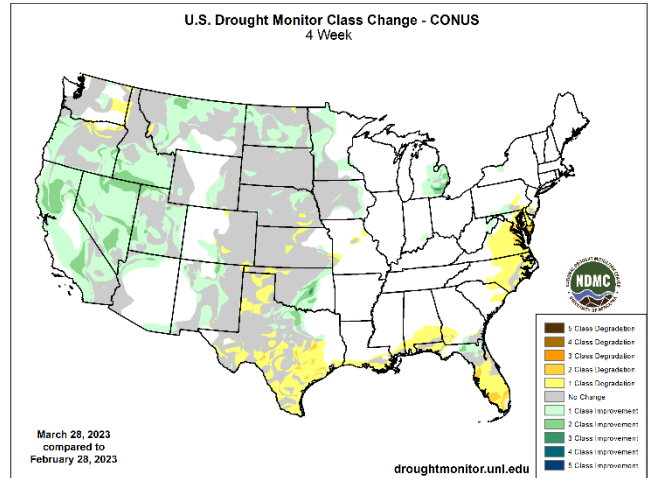 U.S. Drought Monitor Class Change - CONUS
4 Week
NDMC
5 Class Degradation
4 Class Degradation
3 Class Degradation
2 Class Degradation
1 Class Degradation
No Change
1 Class Improvement
2 Class Improvement
3 Class Improvement
4 Class Improvement
5 Class Improvement
March 28, 2023
compared to
February 28, 2023
droughtmonitor.unl.edu